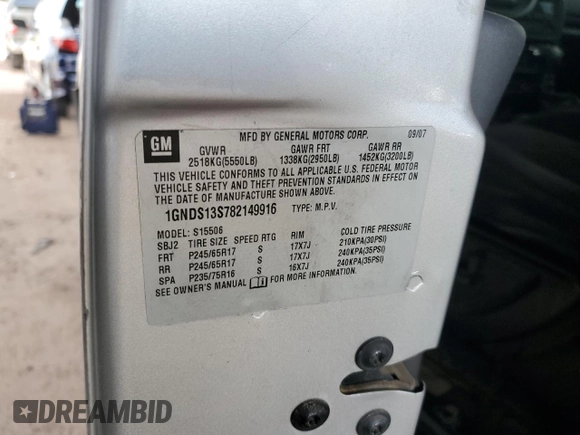 GM
MFD BY GENERAL MOTORS CORP. 09/07
GVWR GAWR FRT GAWR RR
2518KG(5550LB) 1338KG(2950LB) 1452KG(3200LB)
THIS VEHICLE CONFORMS TO ALL APPLICABLE U.S. FEDERAL MOTOR
VEHICLE SAFETY AND THEFT PREVENTION STANDARDS IN EFFECT ON
THE DATE OF MANUFACTURE SHOWN ABOVE.
1GNDS13S782149916 TYPE: M.P.V.
MODEL: S15506
SBJ2 TIRE SIZE SPEED RTG RIM COLD TIRE PRESSURE
FRT P245/65R17 S 17X7J 210KPA(30PSI)
RR P245/65R17 S 17X7J 240KPA(35PSI)
SPA P235/75R16 S 16X7J 240KPA(35PSI)
SEE OWNER'S MANUAL FOR MORE INFORMATION.
DREAMBID